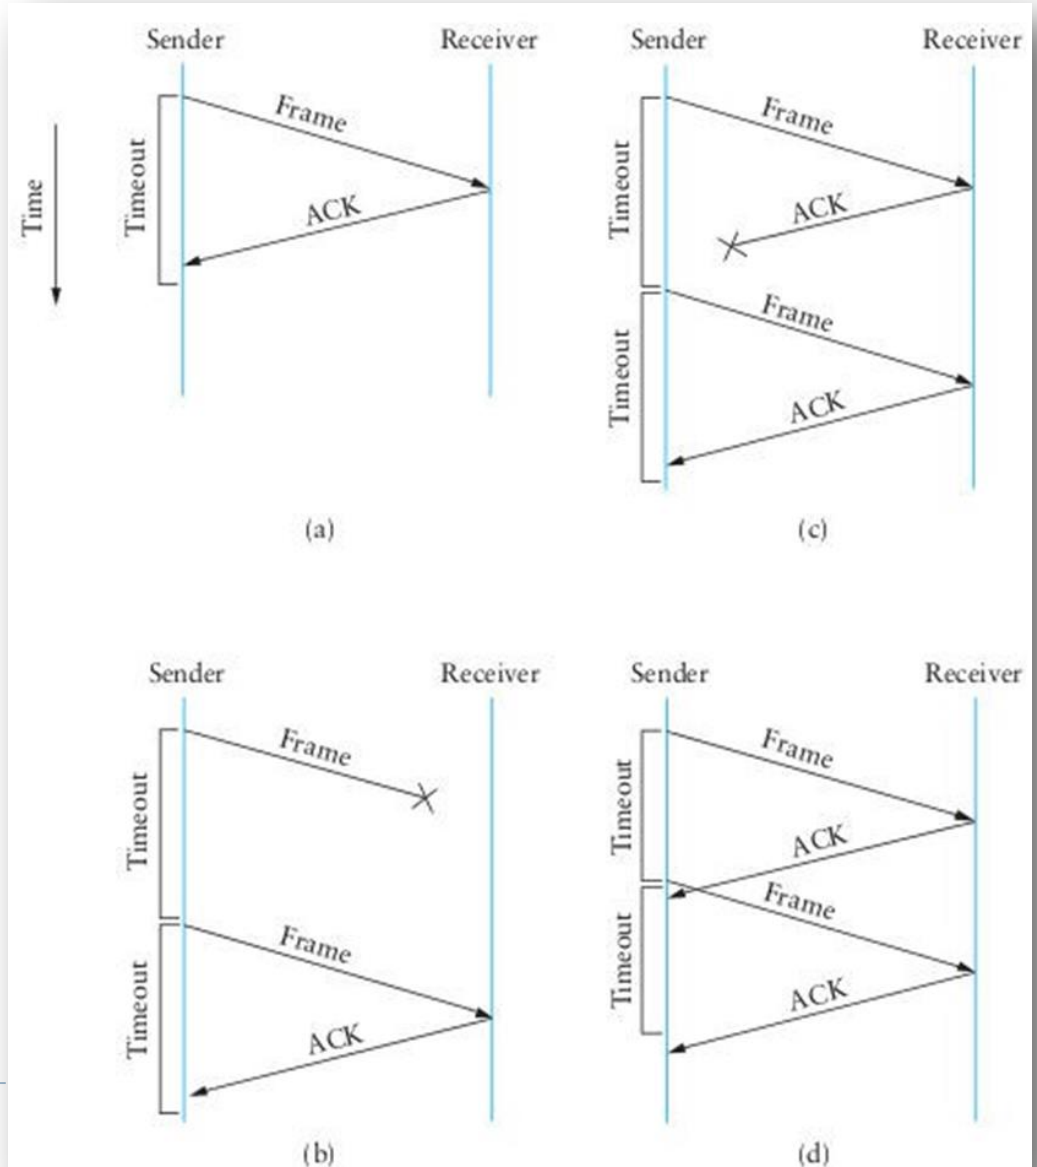 Sender
Receiver
Time
Timeout
Frame
ACK
(a)
Sender
Receiver
Timeout
Frame
ACK
Timeout
Frame
ACK
(c)
Sender
Receiver
Timeout
Frame
Timeout
Frame
ACK
(b)
Sender
Receiver
Timeout
Frame
ACK
Timeout
Frame
ACK
(d)